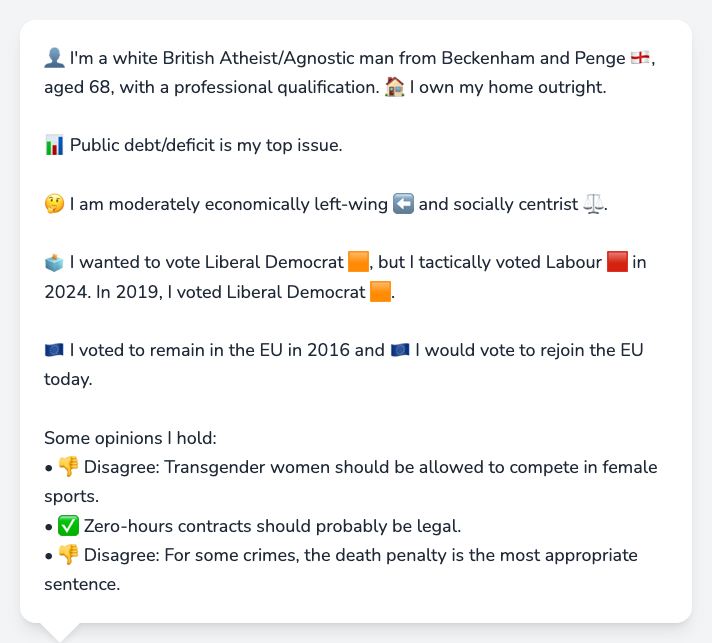 👤 I'm a white British Atheist/Agnostic man from Beckenham and Penge 🏴󠁧󠁢󠁥󠁮󠁧󠁿,
aged 68, with a professional qualification. 🏠 I own my home outright.
📊 Public debt/deficit is my top issue.
🤔 I am moderately economically left-wing ⬅️ and socially centrist ⚖️.
🗳️ I wanted to vote Liberal Democrat 🟧, but I tactically voted Labour 🟥 in
2024. In 2019, I voted Liberal Democrat 🟧.
🇪🇺 I voted to remain in the EU in 2016 and 🇪🇺 I would vote to rejoin the EU
today.
Some opinions I hold:
• 👎 Disagree: Transgender women should be allowed to compete in female
sports.
• ✅ Zero-hours contracts should probably be legal.
• 👎 Disagree: For some crimes, the death penalty is the most appropriate
sentence.